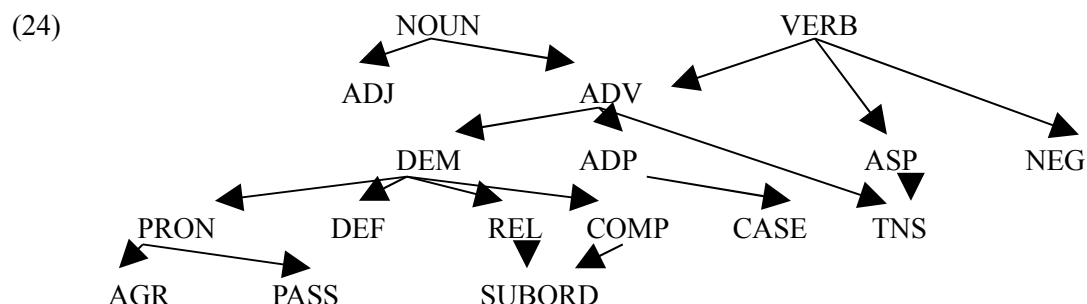 (24) NOUN VERB
ADJ ADV
DEM ADP ASP NEG
PRON DEF REL COMP CASE TNS
AGR PASS SUBORD